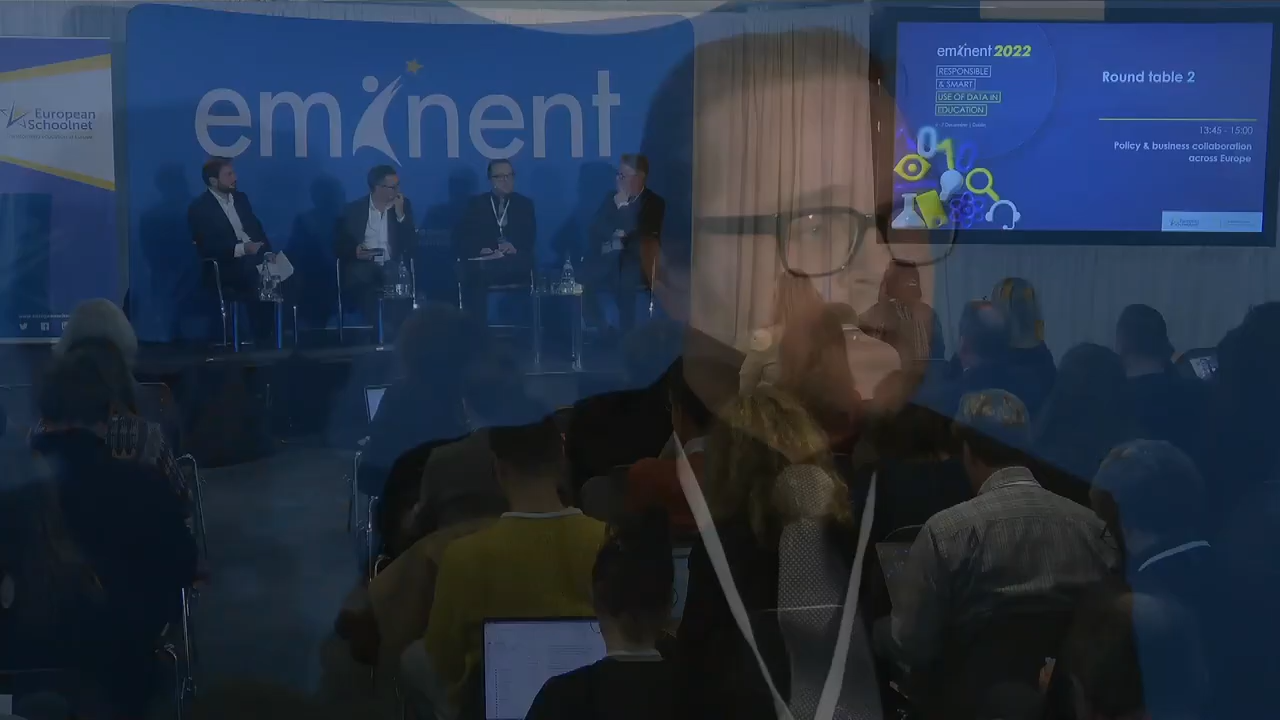 European
Schoolnet
eminent
eminent 2022
RESPONSIBLE
& SMART
USE OF DATA IN
EDUCATION
Round table 2
13:45 - 15:00
Policy & business collaboration
across Europe